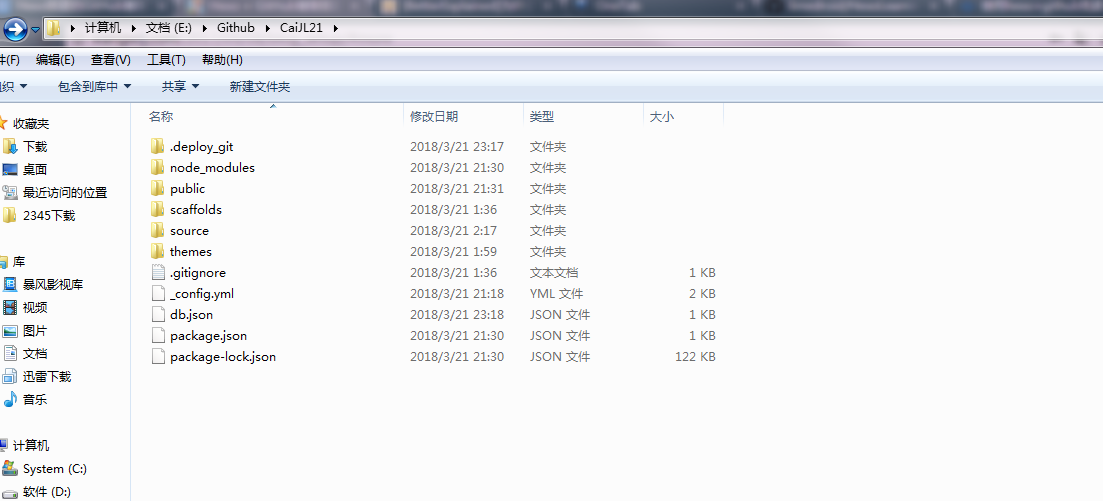 计算机 文档 (E:) Github CaiJL21
件(F) 编辑(E) 查看(V) 工具(T) 帮助(H)
组织 包含到库中 共享 新建文件夹
收藏夹
下载
桌面
最近访问的位置
2345下载
库
暴风影视库
视频
图片
文档
迅雷下载
音乐
计算机
System (C:)
软件 (D:)
名称 修改日期 类型 大小
.deploy_git 2018/3/21 23:17 文件夹
node_modules 2018/3/21 21:30 文件夹
public 2018/3/21 21:31 文件夹
scaffolds 2018/3/21 1:36 文件夹
source 2018/3/21 2:17 文件夹
themes 2018/3/21 1:59 文件夹
.gitignore 2018/3/21 1:36 文本文档 1 KB
_config.yml 2018/3/21 21:18 YML 文件 2 KB
db.json 2018/3/21 23:18 JSON 文件 1 KB
package.json 2018/3/21 21:30 JSON 文件 1 KB
package-lock.json 2018/3/21 21:30 JSON 文件 122 KB